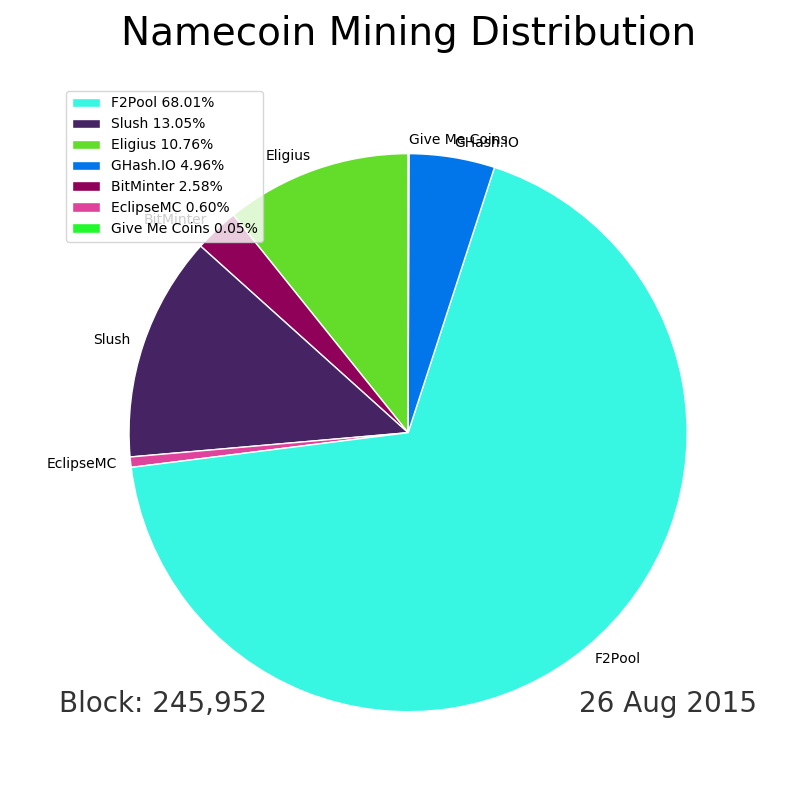 Namecoin Mining Distribution
F2Pool 68.01%
Slush 13.05%
Eligius 10.76%
GHash.IO 4.96%
BitMinter 2.58%
EclipseMC 0.60%
Give Me Coins 0.05%
Give Me Coins
GHash.IO
Eligius
BitMinter
Slush
EclipseMC
F2Pool
Block: 245,952
26 Aug 2015